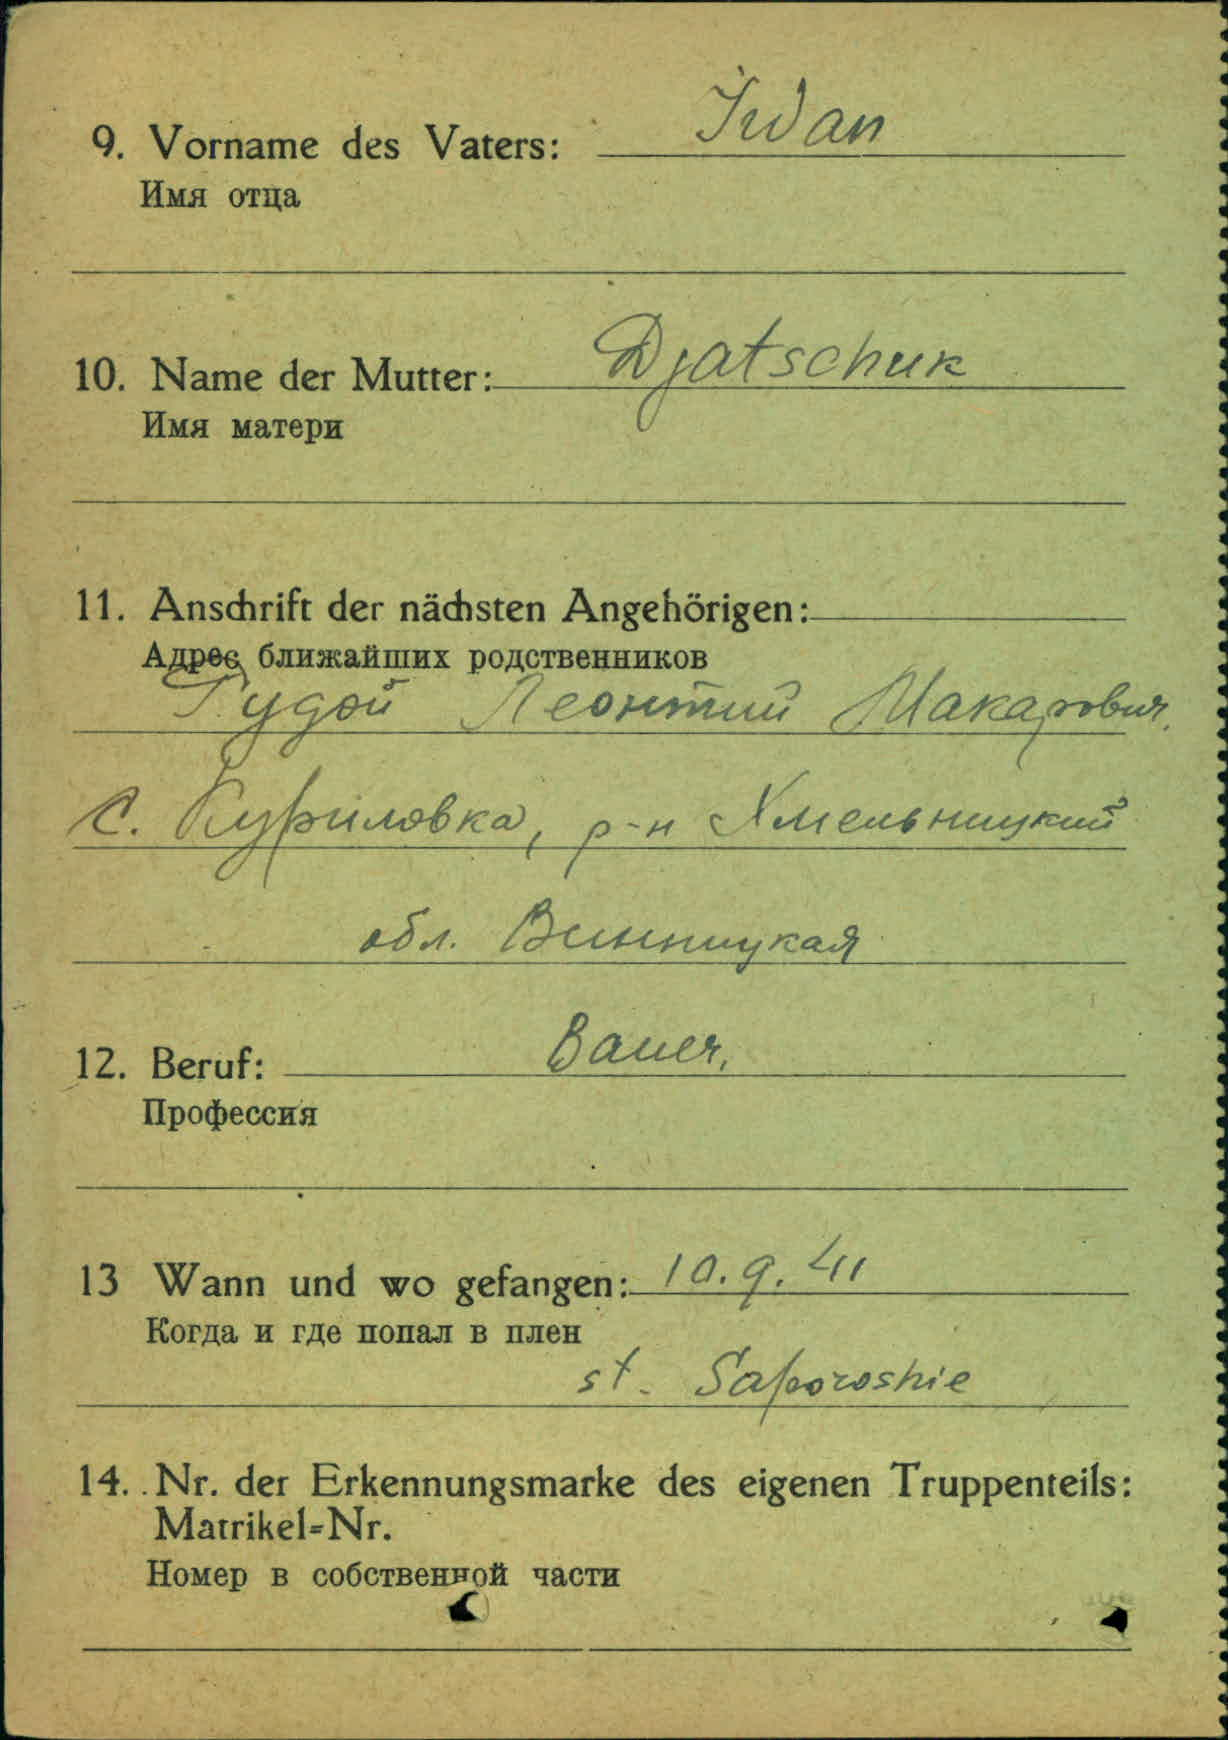 9. Vorname des Vaters: Iwan
Имя отца
10. Name der Mutter: Djatschuk
Имя матери
11. Anschrift der nächsten Angehörigen:
Адрес ближайших родственников
Гудой Леонтий Макарович
с. Куриловка, р-н Хмельницкий
обл. Винницкая
12. Beruf: Bauer,
Профессия
13 Wann und wo gefangen: 10.9.41
Когда и где попал в плен
st. Saporoshie
14. Nr. der Erkennungsmarke des eigenen Truppenteils:
Matrikel-Nr.
Номер в собственной части